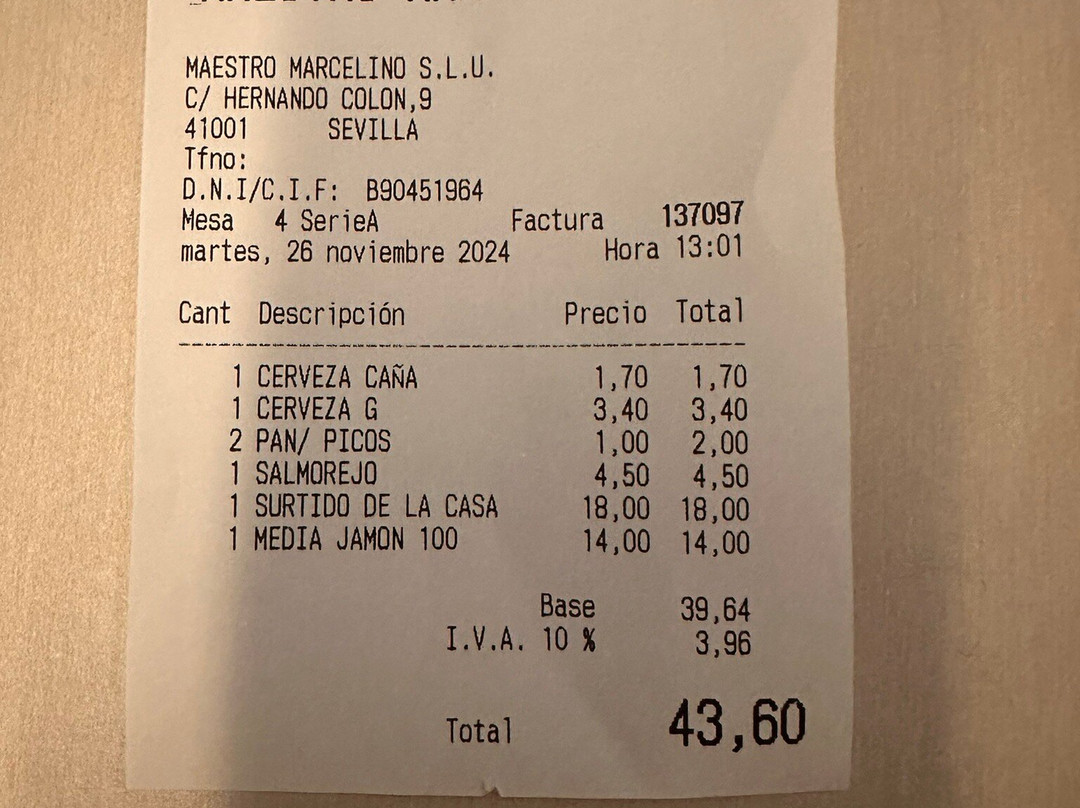 MAESTRO MARCELINO S.L.U.
C/ HERNANDO COLON,9
41001 SEVILLA
Tfno:
D.N.I/C.I.F: B90451964
Mesa 4 SerieA Factura 137097
martes, 26 noviembre 2024 Hora 13:01
Cant Descripción Precio Total
1 CERVEZA CAÑA 1,70 1,70
1 CERVEZA G 3,40 3,40
2 PAN/ PICOS 1,00 2,00
1 SALMOREJO 4,50 4,50
1 SURTIDO DE LA CASA 18,00 18,00
1 MEDIA JAMON 100 14,00 14,00
Base 39,64
I.V.A. 10 % 3,96
Total 43,60